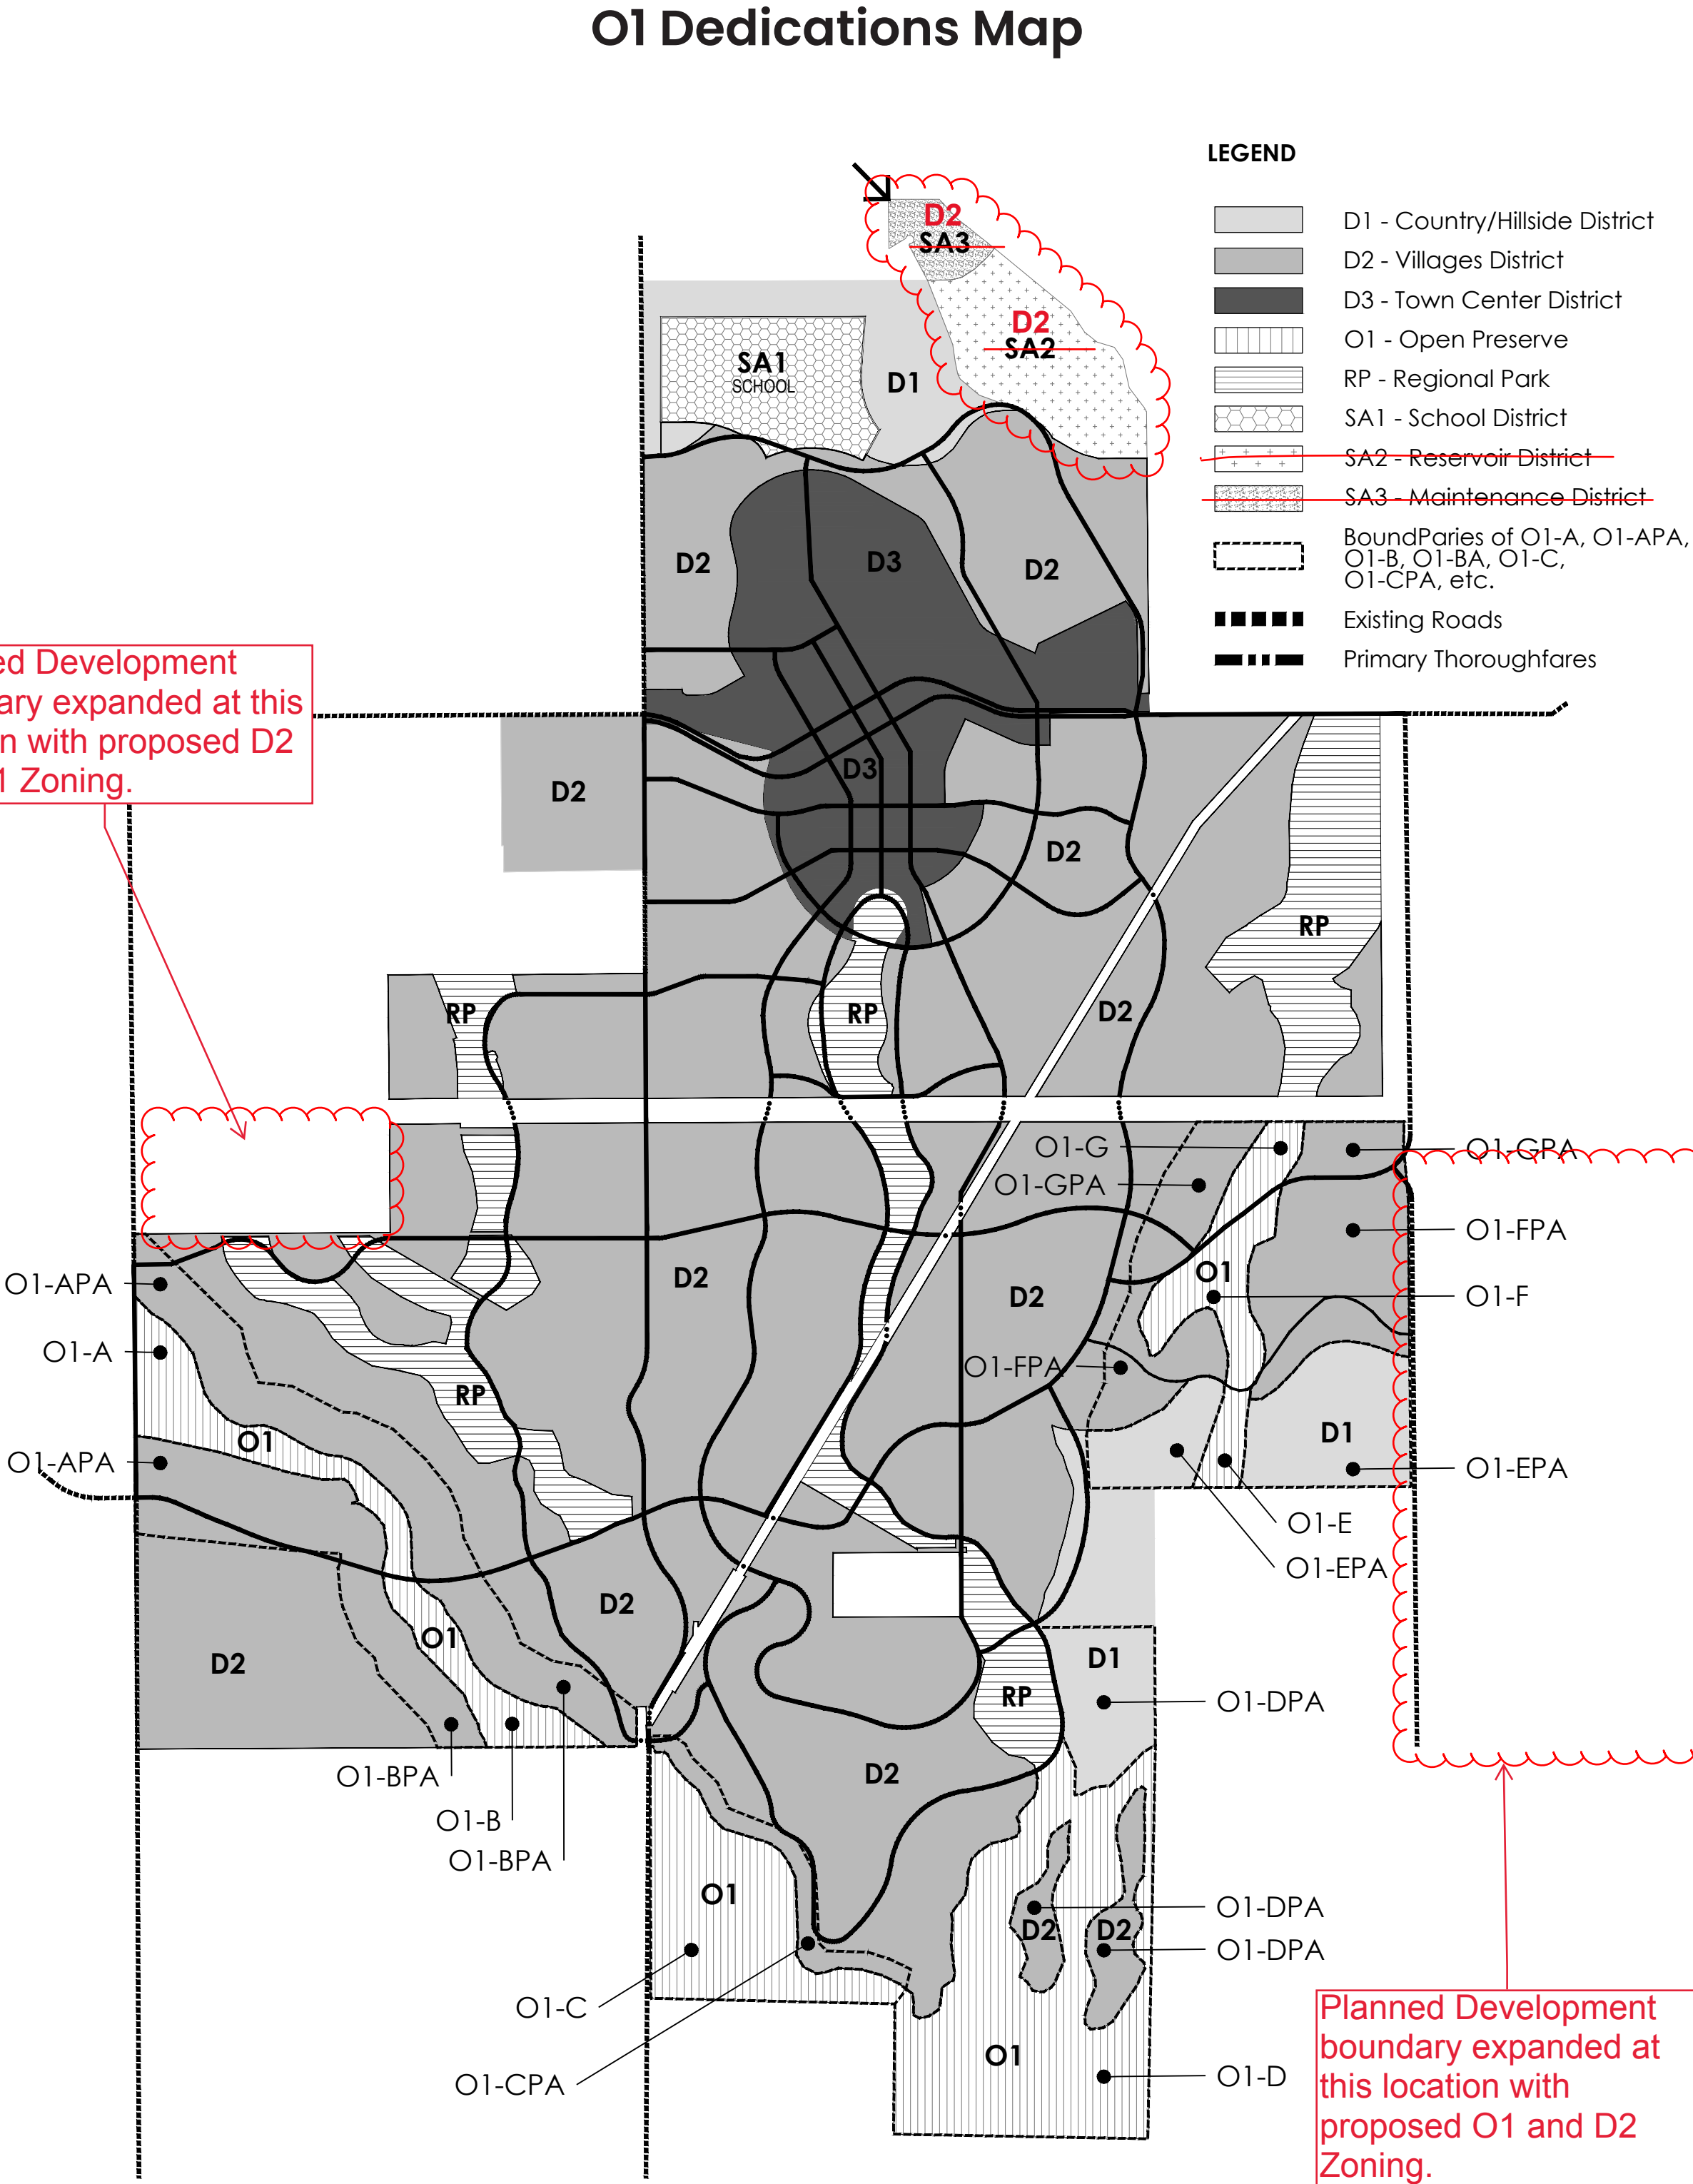 O1 Dedications Map
LEGEND
D1 - Country/Hillside District
D2 - Villages District
D3 - Town Center District
O1 - Open Preserve
RP - Regional Park
SA1 - School District
SA2 - Reservoir District
SA3 - Maintenance District
BoundParies of O1-A, O1-APA,
O1-B, O1-BA, O1-C,
O1-CPA, etc.
Existing Roads
Primary Thoroughfares
D2
SA3
D2
SA2
SA1
SCHOOL
D1
D2
D3
D2
ed Development
ary expanded at this
n with proposed D2
1 Zoning.
D2
D3
D2
RP
RP
RP
D2
O1-G
O1-GPA
O1-GPA
O1-FPA
O1-APA
D2
D2
O1
O1-F
O1-A
O1-FPA
RP
O1
D1
O1-APA
O1-EPA
O1-E
O1-EPA
D2
O1
D2
D1
RP
O1-DPA
O1-BPA
D2
O1-B
O1-BPA
O1
O1-DPA
D2
D2
O1-DPA
O1-C
O1
O1-D
O1-CPA
Planned Development
boundary expanded at
this location with
proposed O1 and D2
Zoning.